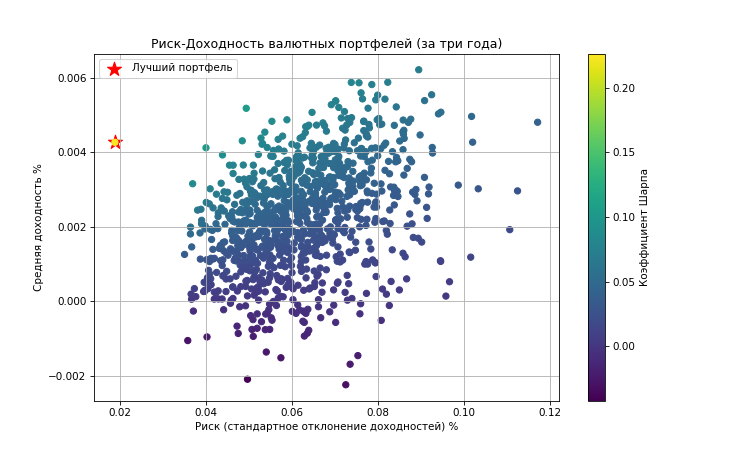 Риск-Доходность валютных портфелей (за три года)
Лучший портфель
0.006
0.004
0.002
0.000
−0.002
Средняя доходность %
0.02 0.04 0.06 0.08 0.10 0.12
Риск (стандартное отклонение доходностей) %
0.20
0.15
0.10
0.05
0.00
Коэффициент Шарпа